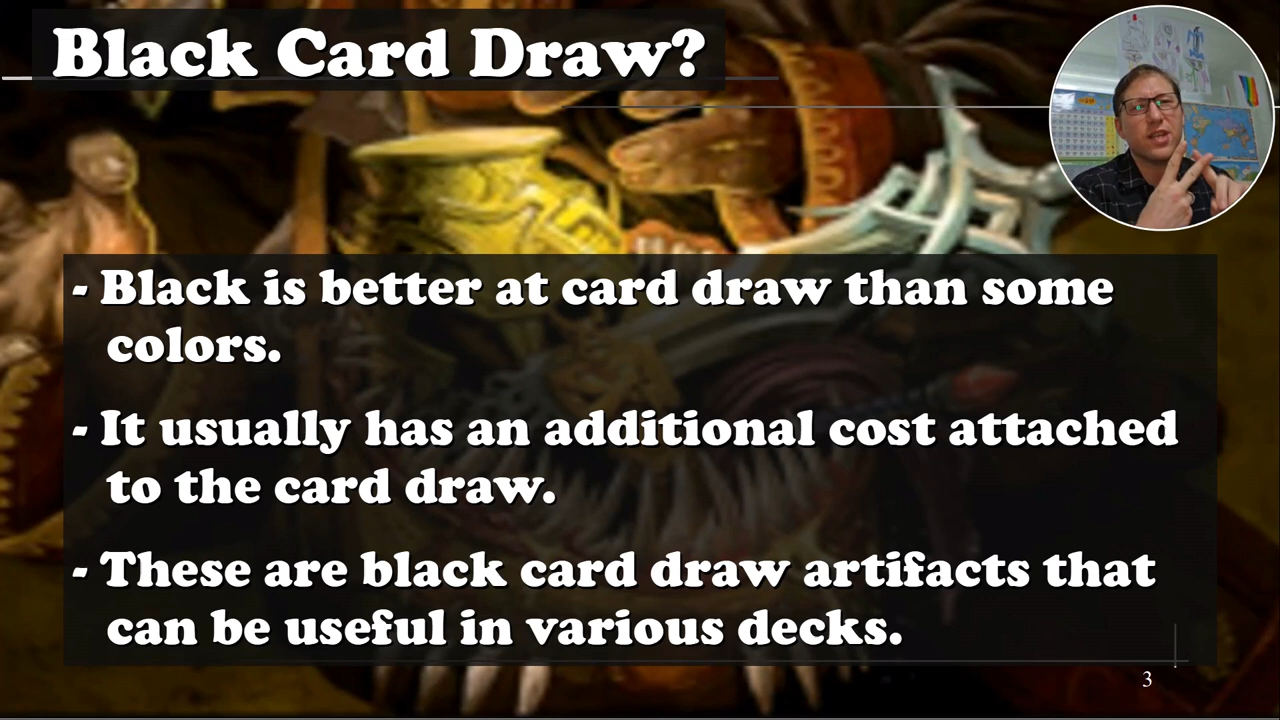 Black Card Draw?
- Black is better at card draw than some
colors.
- It usually has an additional cost attached
to the card draw.
- These are black card draw artifacts that
can be useful in various decks.
3